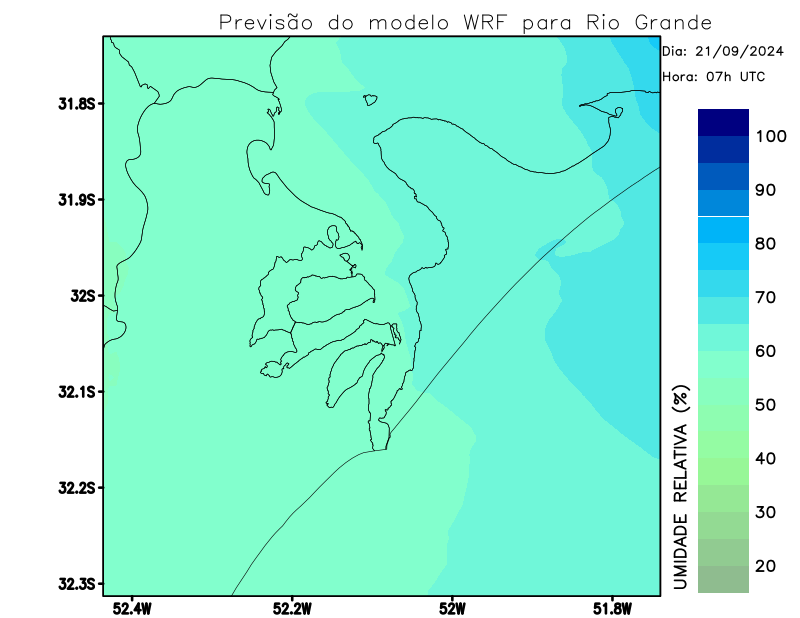 Previsão do modelo WRF para Rio Grande
Dia: 21/09/2024
Hora: 07h UTC
31.8S
31.9S
32S
32.1S
32.2S
32.3S
52.4W
52.2W
52W
51.8W
UMIDADE RELATIVA (%)
100
90
80
70
60
50
40
30
20